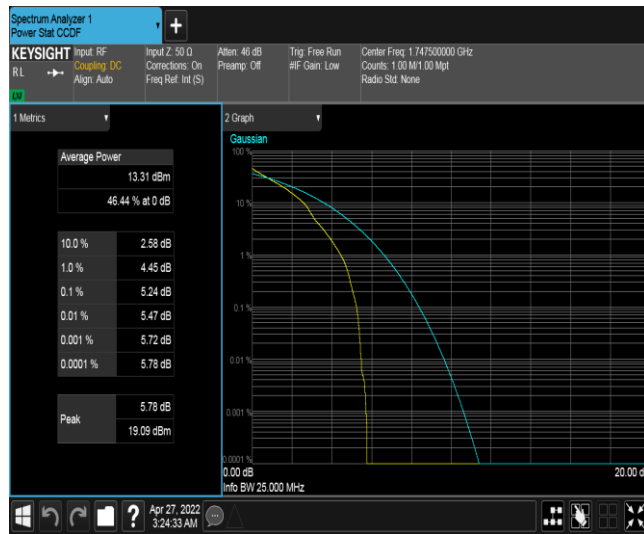 Spectrum Analyzer 1
Power Stat CCDF
+
KEYSIGHT
RL
LXI
Input: RF
Coupling: DC
Align: Auto
Input Z: 50 Ω
Corrections: On
Freq Ref: Int (S)
Atten: 46 dB
Preamp: Off
Trig: Free Run
#IF Gain: Low
Center Freq: 1.747500000 GHz
Counts: 1.00 M/1.00 Mpt
Radio Std: None
1 Metrics
Average Power
13.31 dBm
46.44 % at 0 dB
10.0 % 2.58 dB
1.0 % 4.45 dB
0.1 % 5.24 dB
0.01 % 5.47 dB
0.001 % 5.72 dB
0.0001 % 5.78 dB
Peak
5.78 dB
19.09 dBm
2 Graph
Gaussian
100 %
10 %
1 %
0.1 %
0.01 %
0.001 %
0.0001 %
0.00 dB 20.00 d
Info BW 25.000 MHz
?
Apr 27, 2022
3:24:33 AM